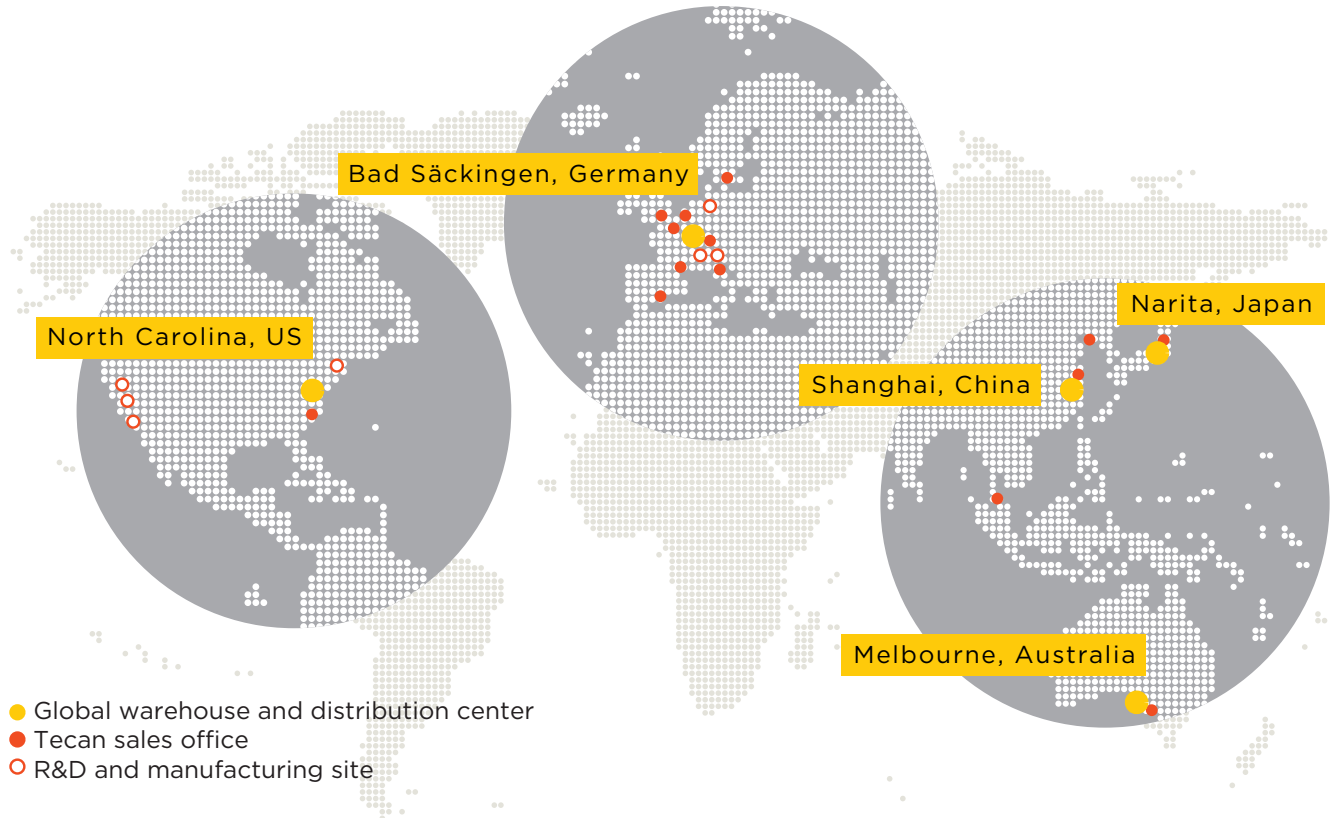 Bad Säckingen, Germany
Narita, Japan
North Carolina, US
Shanghai, China
Melbourne, Australia
Global warehouse and distribution center
Tecan sales office
R&D and manufacturing site